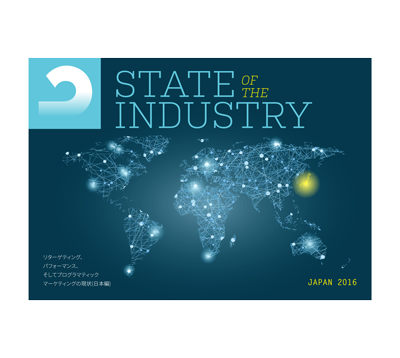 STATE OF THE
INDUSTRY
リターゲティング、
パフォーマンス、
そしてプログラマティック
マーケティングの現状(日本編)
JAPAN 2016